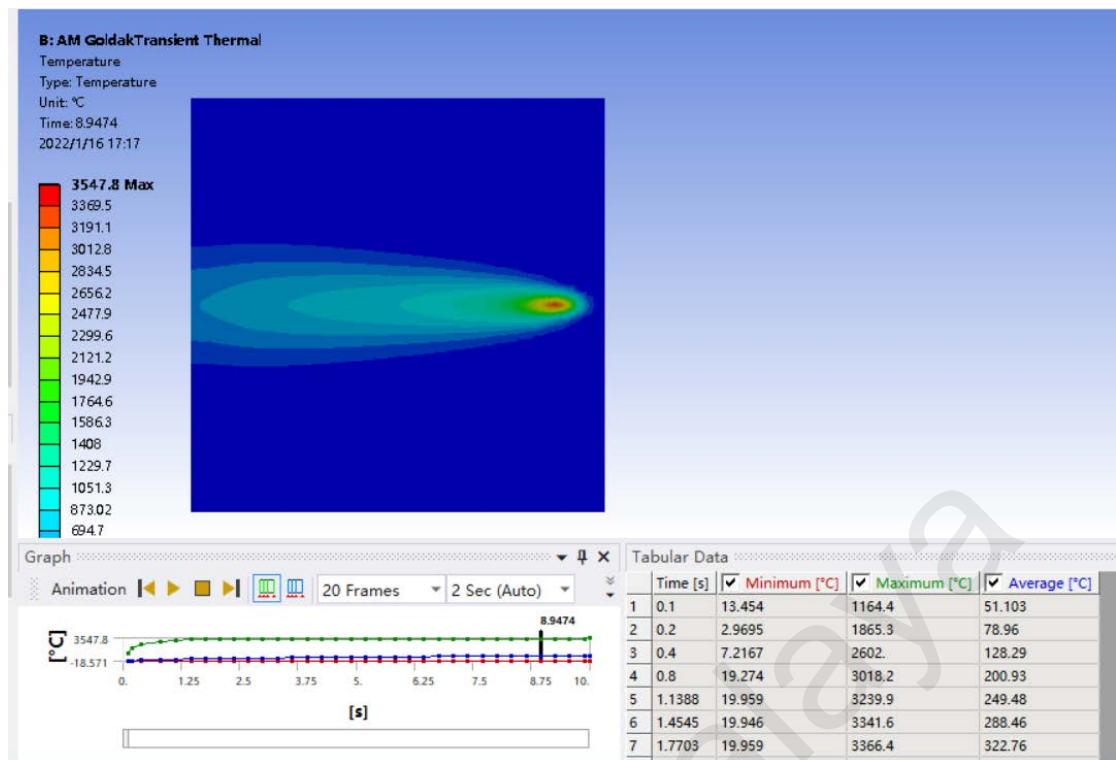 B: AM GoldakTransient Thermal
Temperature
Type: Temperature
Unit: °C
Time: 8.9474
2022/1/16 17:17
3547.8 Max
3369.5
3191.1
3012.8
2834.5
2656.2
2477.9
2299.6
2121.2
1942.9
1764.6
1586.3
1408
1229.7
1051.3
873.02
694.7
Graph
Animation 20 Frames 2 Sec (Auto)
8.9474
[°C]
3547.8
-18.571
0. 1.25 2.5 3.75 5. 6.25 7.5 8.75 10.
[s]
Tabular Data
Time [s] Minimum [°C] Maximum [°C] Average [°C]
1 0.1 13.454 1164.4 51.103
2 0.2 2.9695 1865.3 78.96
3 0.4 7.2167 2602. 128.29
4 0.8 19.274 3018.2 200.93
5 1.1388 19.959 3239.9 249.48
6 1.4545 19.946 3341.6 288.46
7 1.7703 19.959 3366.4 322.76
alaya